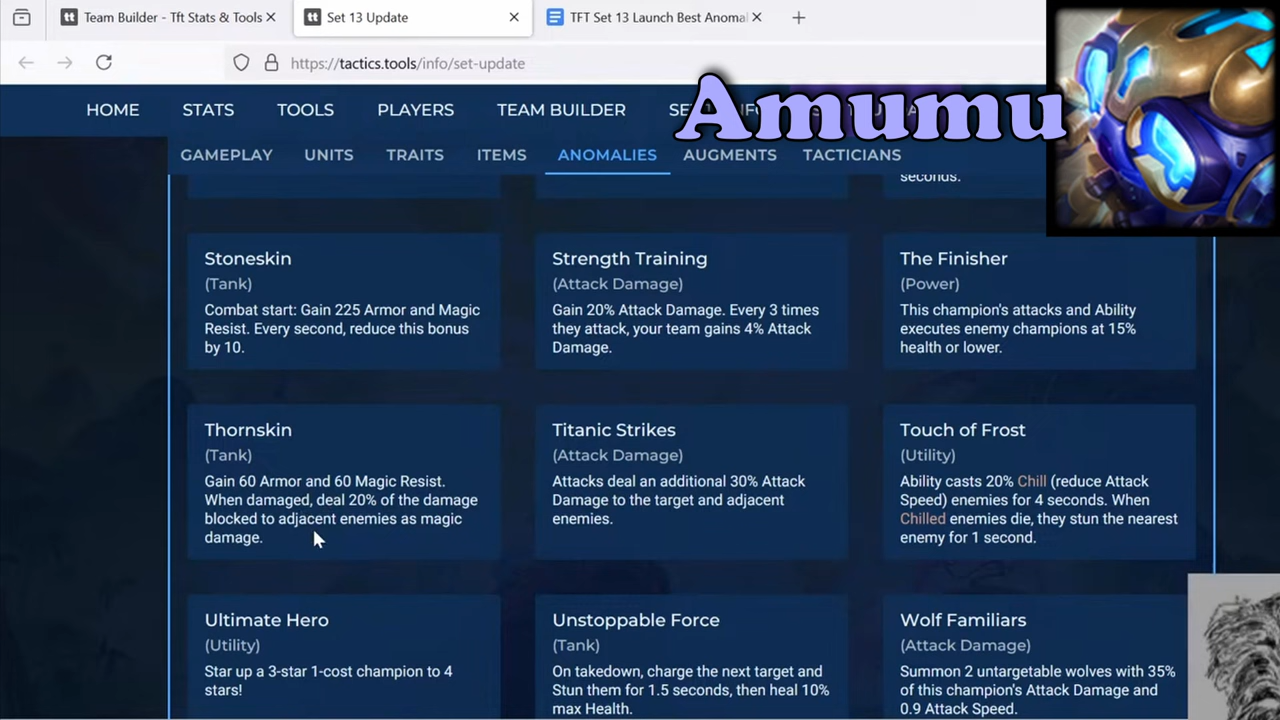 Team Builder - Tft Stats & Tools
Set 13 Update
TFT Set 13 Launch Best Anomal
https://tactics.tools/info/set-update
Amumu
HOME STATS TOOLS PLAYERS TEAM BUILDER
GAMEPLAY UNITS TRAITS ITEMS ANOMALIES AUGMENTS TACTICIANS
seconds.
Stoneskin
(Tank)
Combat start: Gain 225 Armor and Magic
Resist. Every second, reduce this bonus
by 10.
Strength Training
(Attack Damage)
Gain 20% Attack Damage. Every 3 times
they attack, your team gains 4% Attack
Damage.
The Finisher
(Power)
This champion's attacks and Ability
executes enemy champions at 15%
health or lower.
Thornskin
(Tank)
Gain 60 Armor and 60 Magic Resist.
When damaged, deal 20% of the damage
blocked to adjacent enemies as magic
damage.
Titanic Strikes
(Attack Damage)
Attacks deal an additional 30% Attack
Damage to the target and adjacent
enemies.
Touch of Frost
(Utility)
Ability casts 20% Chill (reduce Attack
Speed) enemies for 4 seconds. When
Chilled enemies die, they stun the nearest
enemy for 1 second.
Ultimate Hero
(Utility)
Star up a 3-star 1-cost champion to 4
stars!
Unstoppable Force
(Tank)
On takedown, charge the next target and
Stun them for 1.5 seconds, then heal 10%
max Health.
Wolf Familiars
(Attack Damage)
Summon 2 untargetable wolves with 35%
of this champion's Attack Damage and
0.9 Attack Speed.